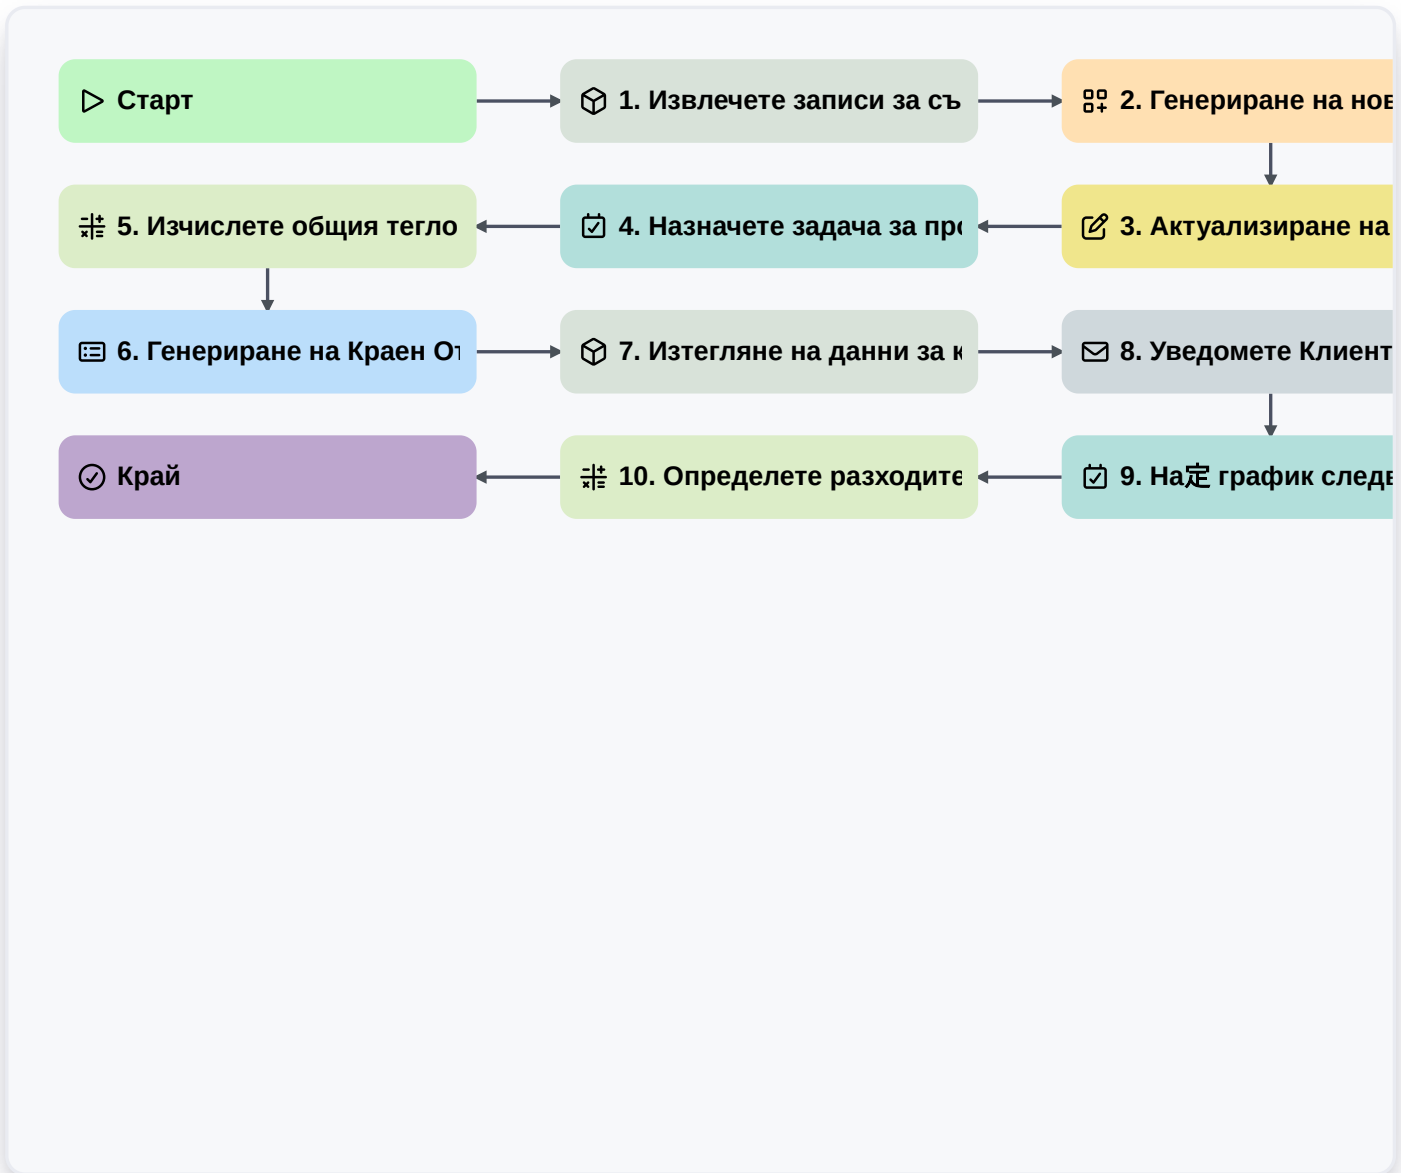 Старт
1. Извлечете записи за съ
2. Генериране на нов
3. Актуализиране на
4. Назначете задача за про
5. Изчислете общия тегло
6. Генериране на Краен От
7. Изтегляне на данни за к
8. Уведомете Клиент
9. На定 график следв
10. Определете разходите
Край